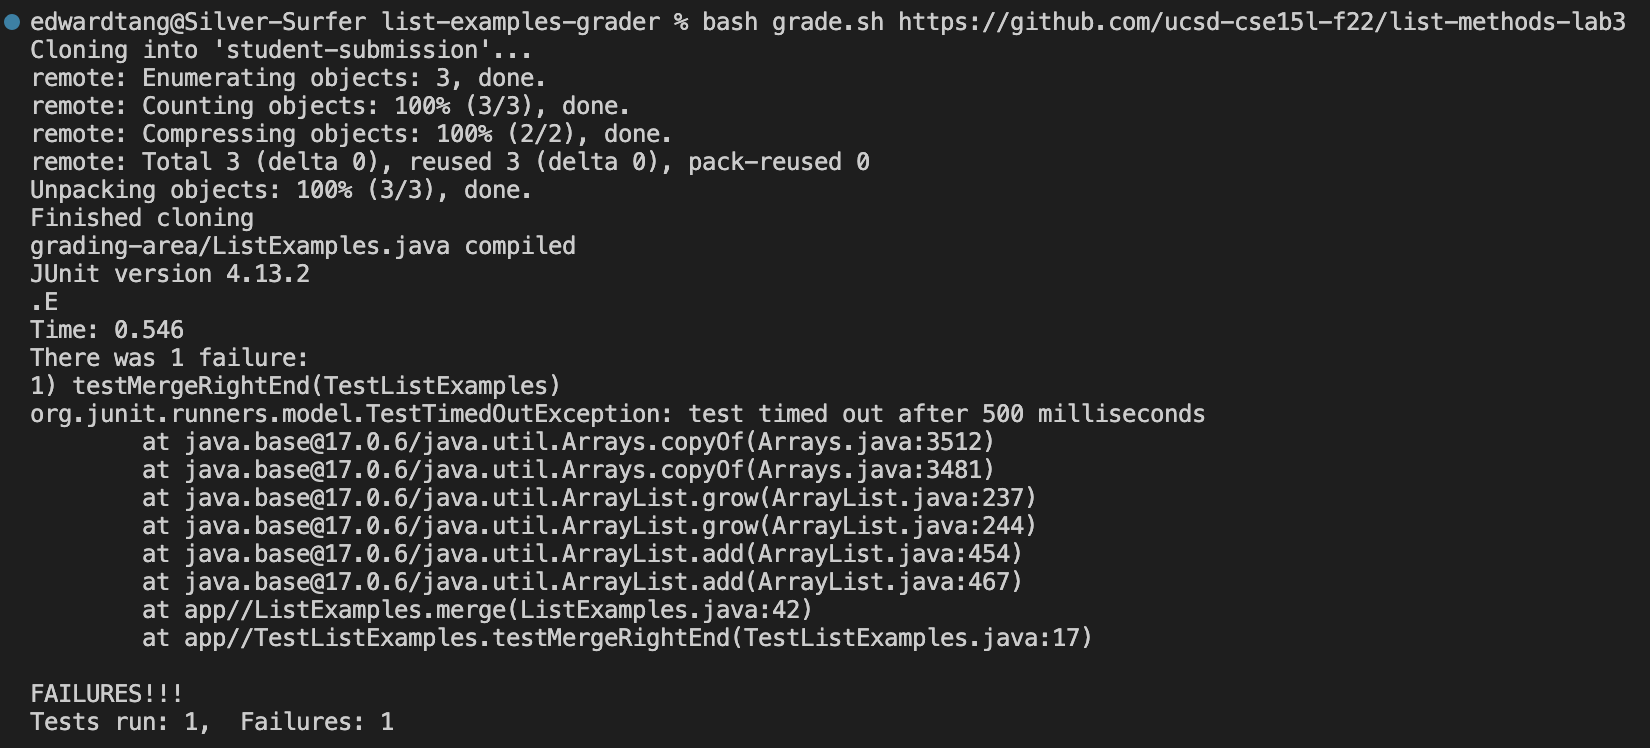 edwardtang@Silver-Surfer list-examples-grader % bash grade.sh https://github.com/ucsd-cse15l-f22/list-methods-lab3
Cloning into 'student-submission'...
remote: Enumerating objects: 3, done.
remote: Counting objects: 100% (3/3), done.
remote: Compressing objects: 100% (2/2), done.
remote: Total 3 (delta 0), reused 3 (delta 0), pack-reused 0
Unpacking objects: 100% (3/3), done.
Finished cloning
grading-area/ListExamples.java compiled
JUnit version 4.13.2
.E
Time: 0.546
There was 1 failure:
1) testMergeRightEnd(TestListExamples)
org.junit.runners.model.TestTimedOutException: test timed out after 500 milliseconds
        at java.base@17.0.6/java.util.Arrays.copyOf(Arrays.java:3512)
        at java.base@17.0.6/java.util.Arrays.copyOf(Arrays.java:3481)
        at java.base@17.0.6/java.util.ArrayList.grow(ArrayList.java:237)
        at java.base@17.0.6/java.util.ArrayList.grow(ArrayList.java:244)
        at java.base@17.0.6/java.util.ArrayList.add(ArrayList.java:454)
        at java.base@17.0.6/java.util.ArrayList.add(ArrayList.java:467)
        at app//ListExamples.merge(ListExamples.java:42)
        at app//TestListExamples.testMergeRightEnd(TestListExamples.java:17)

FAILURES!!!
Tests run: 1,  Failures: 1